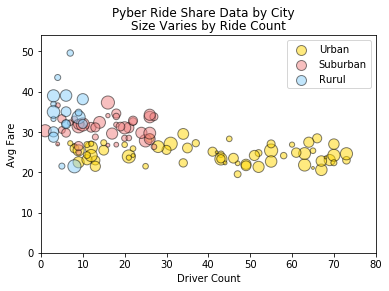 Pyber Ride Share Data by City
Size Varies by Ride Count
Urban
Suburban
Rurul
Avg Fare
50
40
30
20
10
0
0 10 20 30 40 50 60 70 80
Driver Count